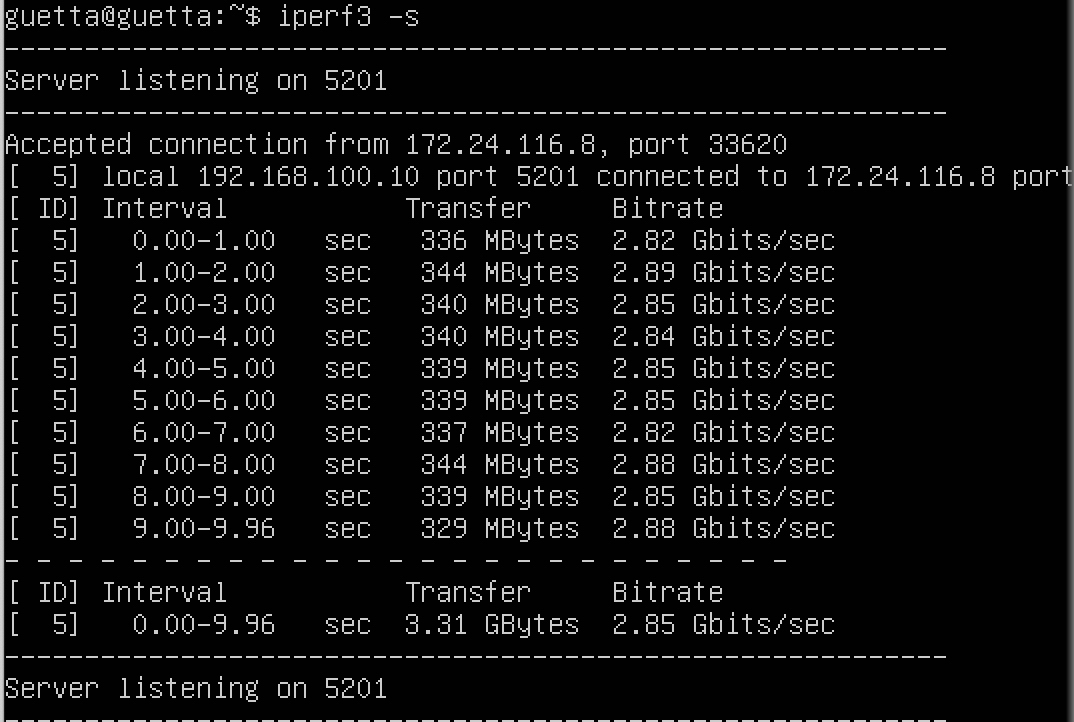 guetta@guetta:~$ iperf3 -s
-----------------------------------------------------------
Server listening on 5201
-----------------------------------------------------------
Accepted connection from 172.24.116.8, port 33620
[  5] local 192.168.100.10 port 5201 connected to 172.24.116.8 port
[ ID] Interval           Transfer     Bitrate
[  5]   0.00-1.00   sec   336 MBytes  2.82 Gbits/sec
[  5]   1.00-2.00   sec   344 MBytes  2.89 Gbits/sec
[  5]   2.00-3.00   sec   340 MBytes  2.85 Gbits/sec
[  5]   3.00-4.00   sec   340 MBytes  2.84 Gbits/sec
[  5]   4.00-5.00   sec   339 MBytes  2.85 Gbits/sec
[  5]   5.00-6.00   sec   339 MBytes  2.85 Gbits/sec
[  5]   6.00-7.00   sec   337 MBytes  2.82 Gbits/sec
[  5]   7.00-8.00   sec   344 MBytes  2.88 Gbits/sec
[  5]   8.00-9.00   sec   339 MBytes  2.85 Gbits/sec
[  5]   9.00-9.96   sec   329 MBytes  2.88 Gbits/sec
- - - - - - - - - - - - - - - - - - - - - - - - -
[ ID] Interval           Transfer     Bitrate
[  5]   0.00-9.96   sec  3.31 GBytes  2.85 Gbits/sec
-----------------------------------------------------------
Server listening on 5201
-----------------------------------------------------------